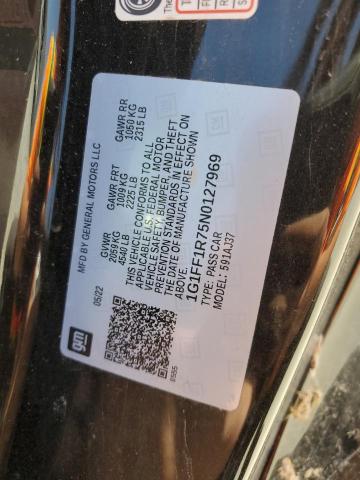 MFD BY GENERAL MOTORS LLC
05/22
GVWR
2059 KG
4540 LB
GAWR FRT
1009 KG
2225 LB
GAWR RR
1050 KG
2315 LB
THIS VEHICLE CONFORMS TO ALL
APPLICABLE U.S. FEDERAL MOTOR
VEHICLE SAFETY, BUMPER, AND THEFT
PREVENTION STANDARDS IN EFFECT ON
THE DATE OF MANUFACTURE SHOWN
ABOVE.
1G1FF1R75N0127969
TYPE: PASS CAR
MODEL: 591AJ37
gm